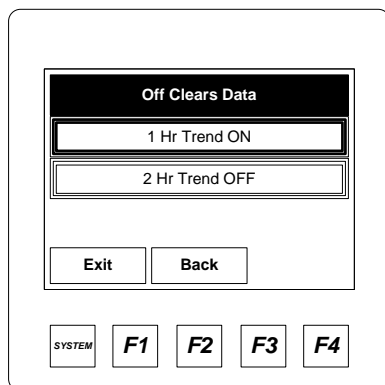 Off Clears Data
1 Hr Trend ON
2 Hr Trend OFF
Exit Back
SYSTEM F1 F2 F3 F4